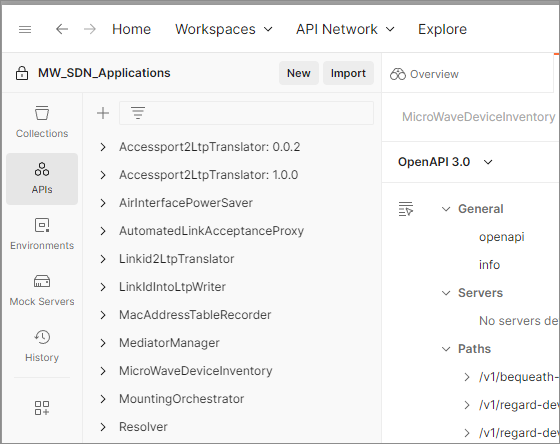 Home Workspaces API Network Explore
MW_SDN_Applications New Import
Overview
Collections
APIs
Environments
Mock Servers
History
Accessport2LtpTranslator: 0.0.2
Accessport2LtpTranslator: 1.0.0
AirInterfacePowerSaver
AutomatedLinkAcceptanceProxy
Linkid2LtpTranslator
LinkIdIntoLtpWriter
MacAddressTableRecorder
MediatorManager
MicroWaveDeviceInventory
MountingOrchestrator
Resolver
MicroWaveDeviceInventory
OpenAPI 3.0
General
openapi
info
Servers
No servers de
Paths
/v1/bequeath-
/v1/regard-dev
/v1/regard-dev